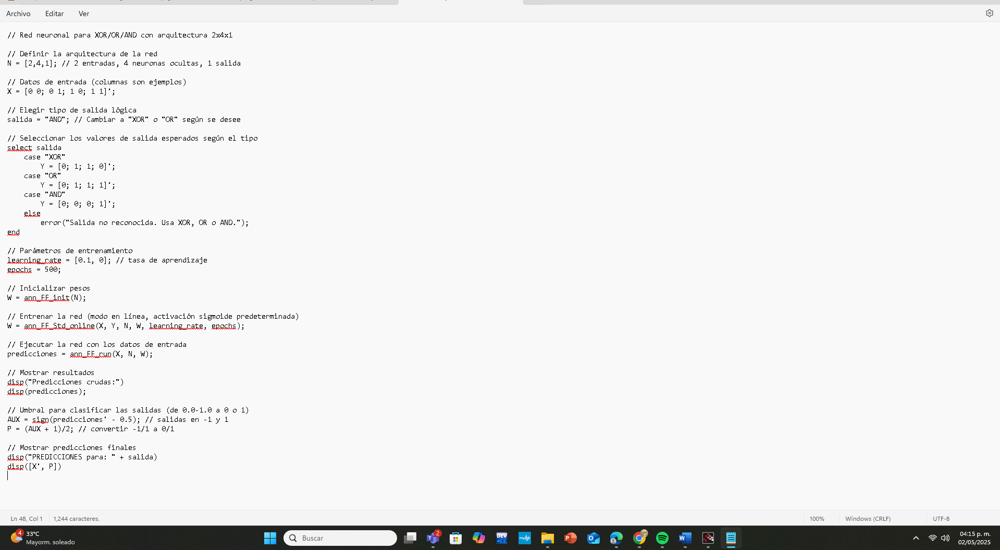 Archivo Editar Ver
// Red neuronal para XOR/OR/AND con arquitectura 2x4x1
// Definir la arquitectura de la red
N = [2,4,1]; // 2 entradas, 4 neuronas ocultas, 1 salida
// Datos de entrada (columnas son ejemplos)
X = [0 0; 0 1; 1 0; 1 1]';
// Elegir tipo de salida lógica
salida = "AND"; // Cambiar a "XOR" o "OR" según se desee
// Seleccionar los valores de salida esperados según el tipo
select salida
    case "XOR"
        Y = [0; 1; 1; 0]';
    case "OR"
        Y = [0; 1; 1; 1]';
    case "AND"
        Y = [0; 0; 0; 1]';
    else
        error("Salida no reconocida. Usa XOR, OR o AND.");
end
// Parámetros de entrenamiento
learning_rate = [0.1, 0]; // tasa de aprendizaje
epochs = 500;
// Inicializar pesos
W = ann_FF_init(N);
// Entrenar la red (modo en línea, activación sigmoide predeterminada)
W = ann_FF_Std_online(X, Y, N, W, learning_rate, epochs);
// Ejecutar la red con los datos de entrada
predicciones = ann_FF_run(X, N, W);
// Mostrar resultados
disp("Predicciones crudas:")
disp(predicciones);
// Umbral para clasificar las salidas (de 0.0-1.0 a 0 o 1)
AUX = sign(predicciones' - 0.5); // salidas en -1 y 1
P = (AUX + 1)/2; // convertir -1/1 a 0/1
// Mostrar predicciones finales
disp("PREDICCIONES para: " + salida)
disp([X', P])
Ln 48, Col 1 1,244 caracteres. 100% Windows (CRLF) UTF-8
4 33°C
Mayorm. soleado
Buscar
2
DEV
myhp
04:15 p. m.
02/05/2025